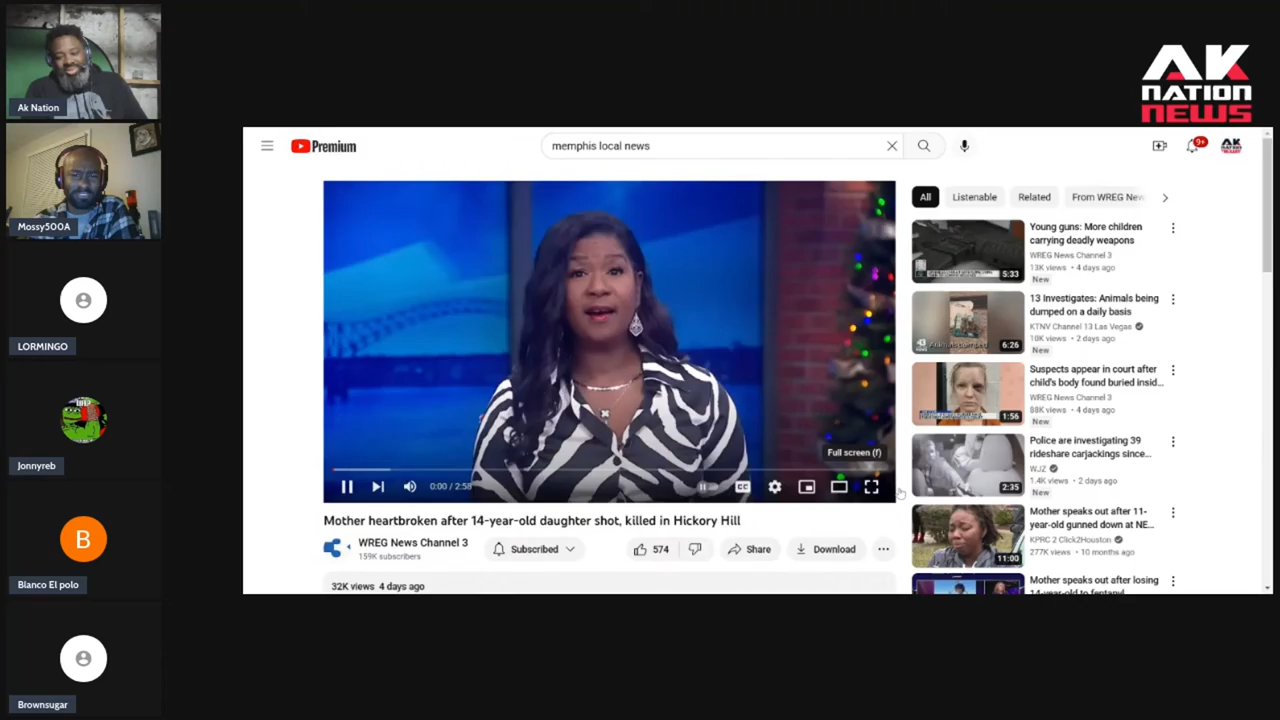 Ak Nation
Mossy500A
LORMINGO
Jonnyreb
B
Blanco El polo
Brownsugar
AK
NATION
NEWS
Premium
memphis local news
9+
Full screen (f)
0:00 / 2:58
CC
Mother heartbroken after 14-year-old daughter shot, killed in Hickory Hill
WREG News Channel 3
159K subscribers
Subscribed
574
Share
Download
32K views 4 days ago
All
Listenable
Related
From WREG New
5:33
Young guns: More children
carrying deadly weapons
WREG News Channel 3
13K views • 4 days ago
New
6:26
13 Investigates: Animals being
dumped on a daily basis
KTNV Channel 13 Las Vegas
10K views • 2 days ago
New
1:56
Suspects appear in court after
child's body found buried insid...
WREG News Channel 3
88K views • 4 days ago
New
2:35
Police are investigating 39
rideshare carjackings since...
WJZ
1.4K views • 2 days ago
New
11:00
Mother speaks out after 11-
year-old gunned down at NE...
KPRC 2 Click2Houston
277K views • 10 months ago
Mother speaks out after losing
14-year-old to fentanyl